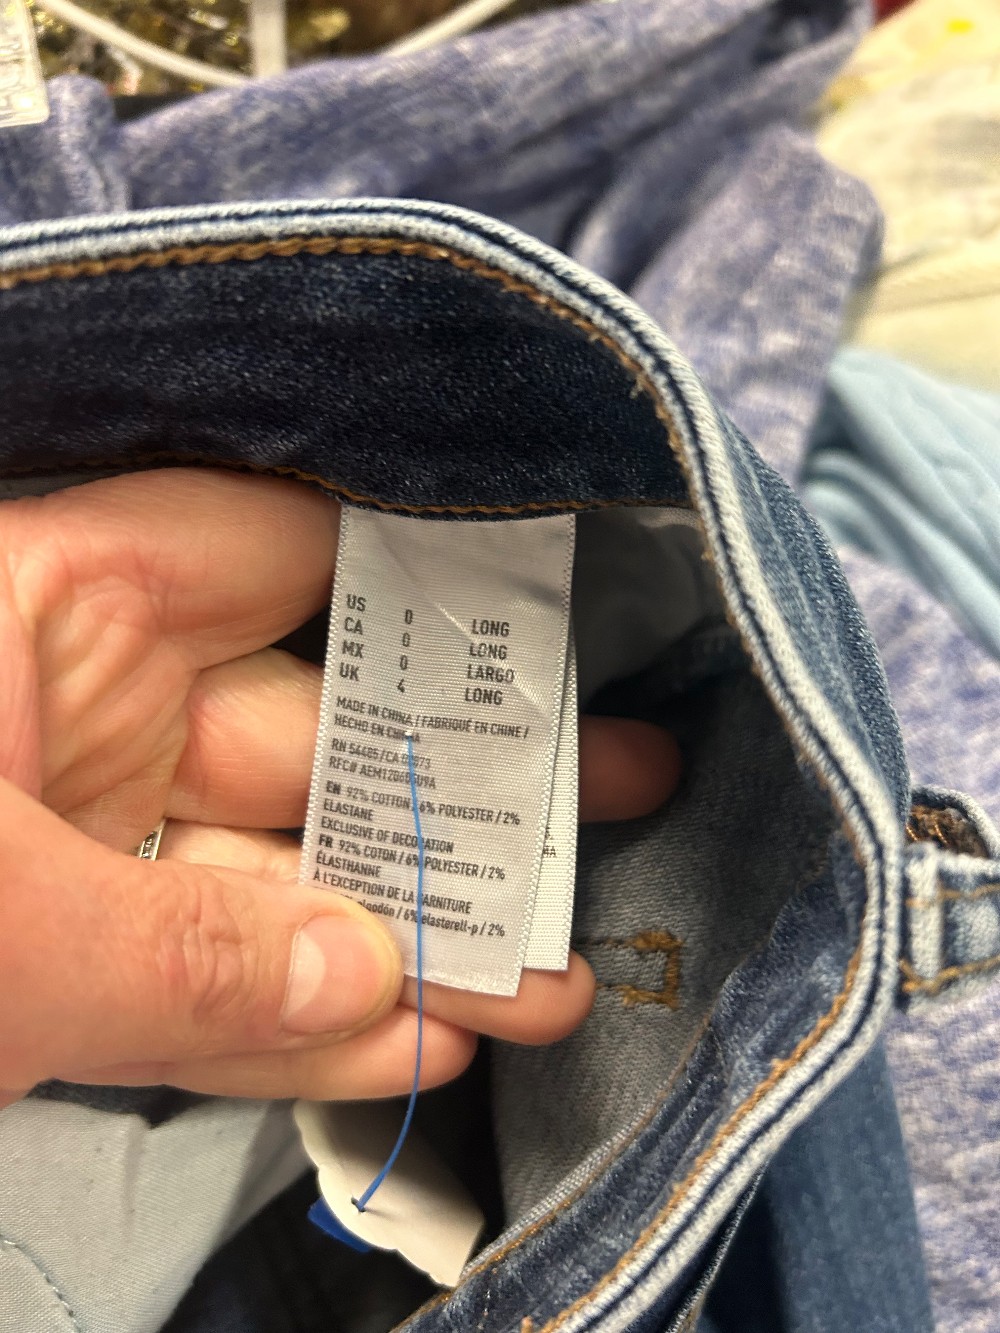 US 0 LONG
CA 0 LONG
MX 0 LARGO
UK 4 LONG
MADE IN CHINA / FABRIQUÉ EN CHINE /
HECHO EN CHINA
RN 54485/CA
RFC#
EN 92% COTTON / 6% POLYESTER / 2%
ELASTANE
EXCLUSIVE OF DECORATION
FR 92% COTON / 6% POLYESTER / 2%
ÉLASTHANNE
À L'EXCEPTION DE LA GARNITURE
algodón / 6% elasterell-p / 2%